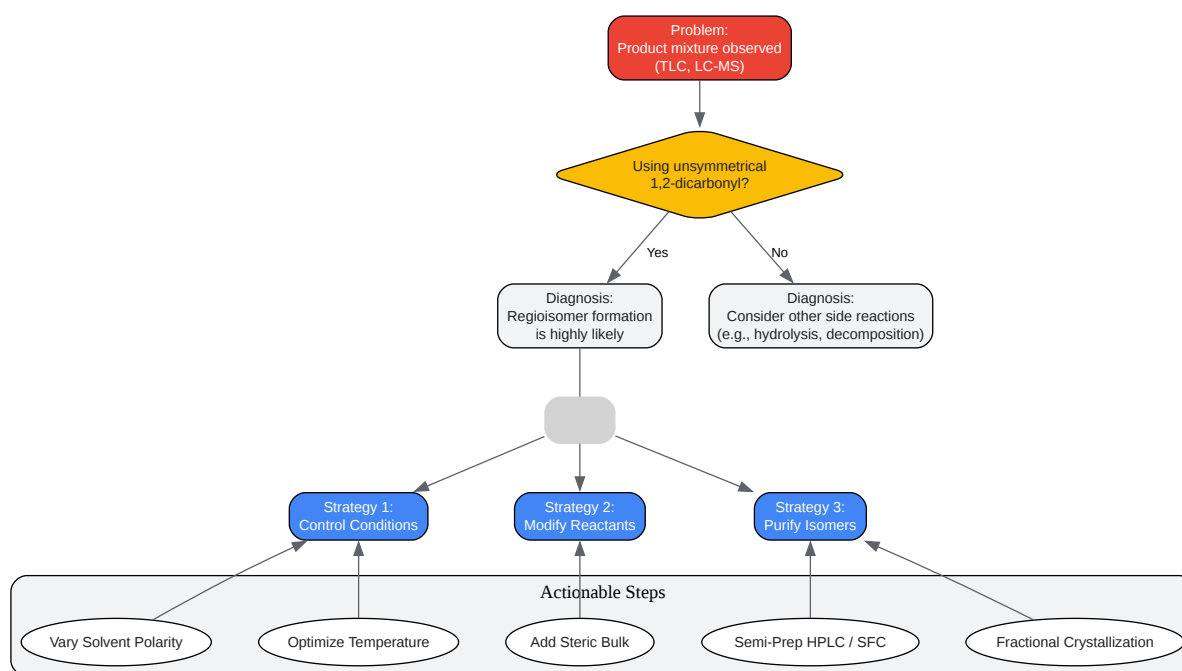 Problem:
Product mixture observed
(TLC, LC-MS)
Using unsymmetrical
1,2-dicarbonyl?
Yes
No
Diagnosis:
Regioisomer formation
is highly likely
Diagnosis:
Consider other side reactions
(e.g., hydrolysis, decomposition)
Strategy 1:
Control Conditions
Strategy 2:
Modify Reactants
Strategy 3:
Purify Isomers
Actionable Steps
Vary Solvent Polarity
Optimize Temperature
Add Steric Bulk
Semi-Prep HPLC / SFC
Fractional Crystallization